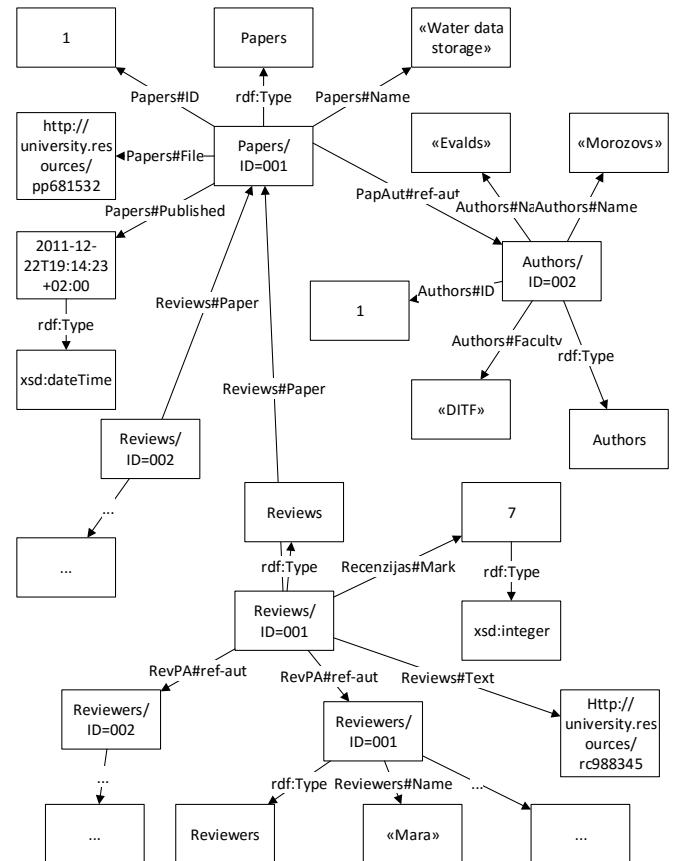 1
Papers
«Water data
storage»
Papers#ID
rdf:Type
Papers#Name
http://
university.res
ources/
pp681532
Papers#File
Papers/
ID=001
«Evalds»
«Morozovs»
PapAut#ref-aut
Papers#Published
Authors#Na
Authors#Name
2011-12-
22T19:14:23
+02:00
Authors/
ID=002
Authors#ID
1
Reviews#Paper
rdf:Type
Authors#Faculty
rdf:Type
xsd:dateTime
Reviews#Paper
«DITF»
Authors
Reviews/
ID=002
...
Reviews
7
...
rdf:Type
Recenzijas#Mark
rdf:Type
Reviews/
ID=001
xsd:integer
RevPA#ref-aut
RevPA#ref-aut
Reviews#Text
Reviewers/
ID=002
Reviewers/
ID=001
Http://
university.res
ources/
rc988345
...
rdf:Type
Reviewers#Name
...
...
Reviewers
«Mara»
...